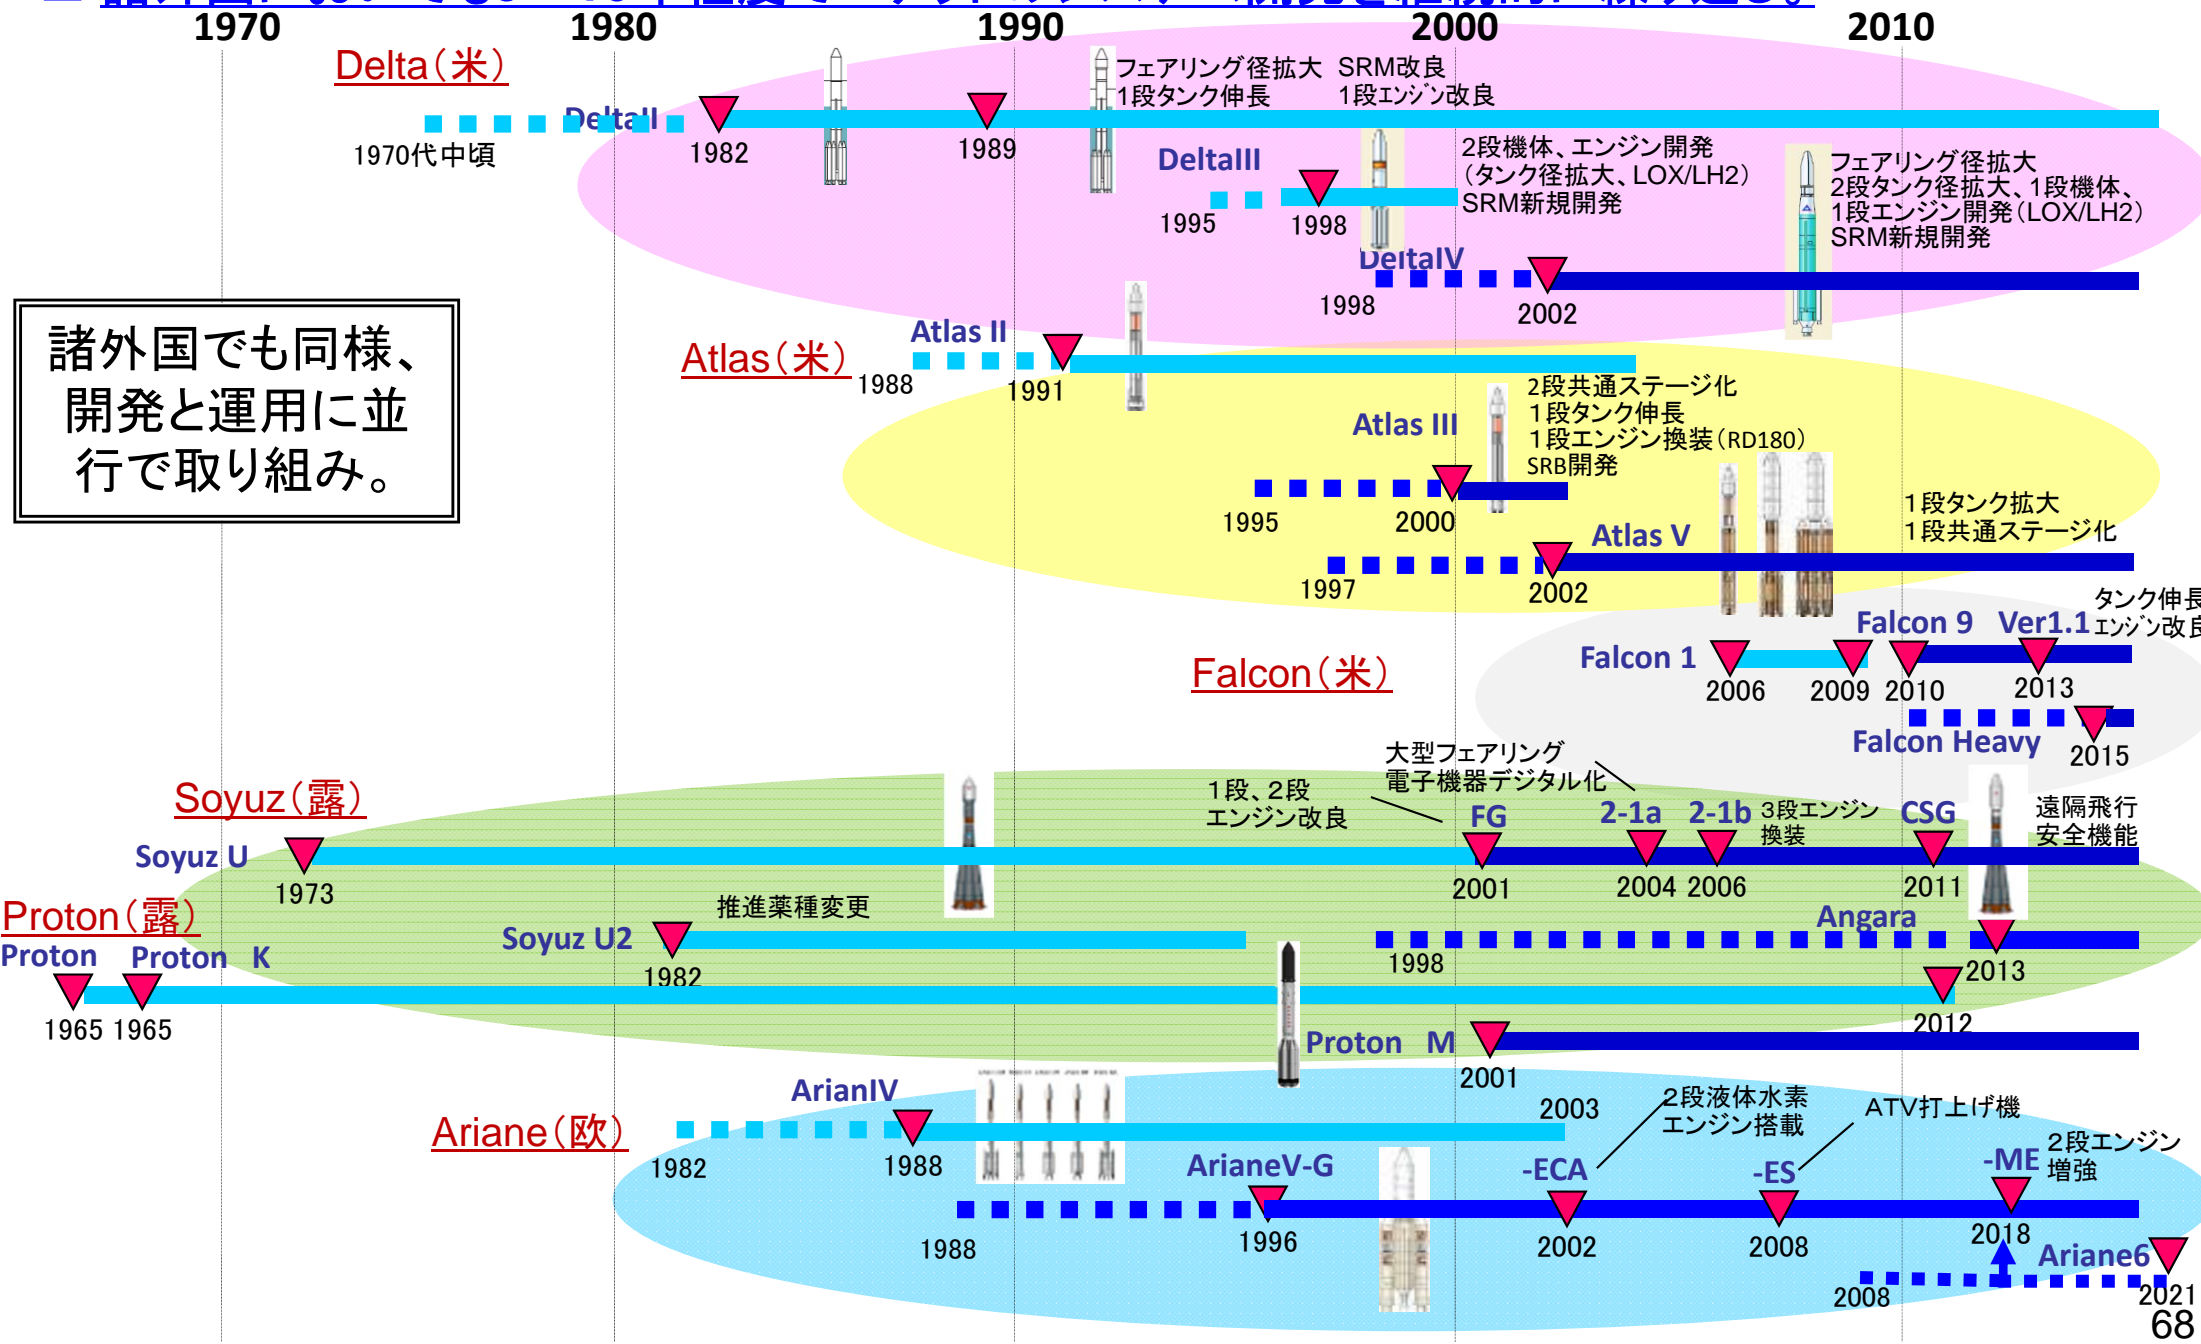 1970 1980 1990 2000 2010
Delta(米)
フェアリング径拡大
1段タンク伸長
SRM改良
1段エンジン改良
DeltaII
1970代中頃
1982
1989
DeltaIII
1995
1998
2段機体、エンジン開発
(タンク径拡大、LOX/LH2)
SRM新規開発
フェアリング径拡大
2段タンク径拡大、1段機体、
1段エンジン開発(LOX/LH2)
SRM新規開発
DeltaIV
1998
2002
諸外国でも同様、
開発と運用に並
行で取り組み。
Atlas(米)
Atlas II
1988
1991
Atlas III
2段共通ステージ化
1段タンク伸長
1段エンジン換装(RD180)
SRB開発
1995
2000
Atlas V
1段タンク拡大
1段共通ステージ化
1997
2002
Falcon(米)
Falcon 1
Falcon 9
Ver1.1
タンク伸長
エンジン改良
2006
2009
2010
2013
Falcon Heavy
2015
Soyuz(露)
Soyuz U
1973
1段、2段
エンジン改良
大型フェアリング
電子機器デジタル化
FG
2-1a
2-1b
3段エンジン
換装
CSG
遠隔飛行
安全機能
2001
2004
2006
2011
推進薬種変更
Soyuz U2
1982
Angara
1998
2013
Proton(露)
Proton
Proton K
1965
1965
2012
Proton M
2001
Ariane(欧)
ArianIV
1982
1988
2003
ArianeV-G
1988
1996
-ECA
2段液体水素
エンジン搭載
2002
-ES
ATV打上げ機
2008
-ME
2段エンジン
増強
2018
Ariane6
2008
2021
68